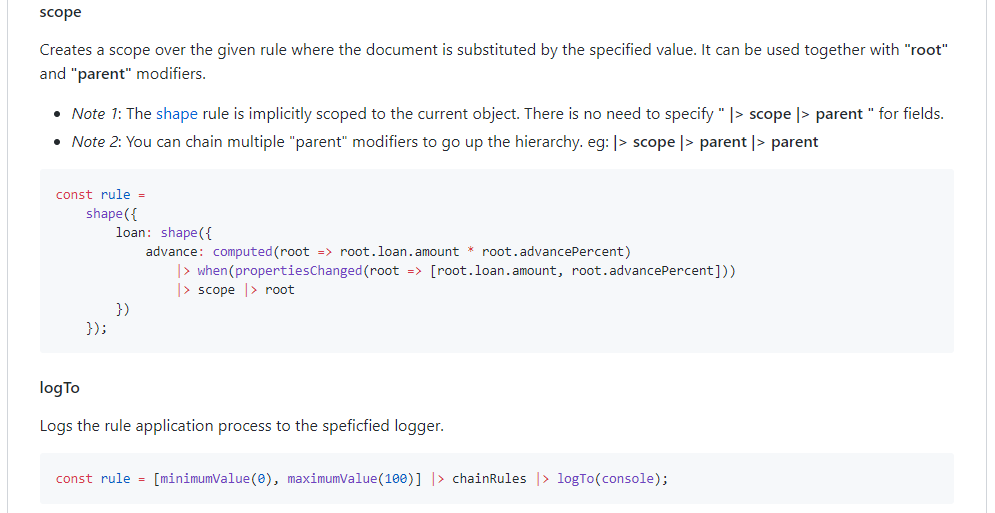 scope
Creates a scope over the given rule where the document is substituted by the specified value. It can be used together with "root"
and "parent" modifiers.
• Note 1: The shape rule is implicitly scoped to the current object. There is no need to specify " |> scope |> parent " for fields.
• Note 2: You can chain multiple "parent" modifiers to go up the hierarchy. eg: |> scope |> parent |> parent
const rule =
    shape({
        loan: shape({
            advance: computed(root => root.loan.amount * root.advancePercent)
                |> when(propertiesChanged(root => [root.loan.amount, root.advancePercent]))
                |> scope |> root
        })
    });
logTo
Logs the rule application process to the speficfied logger.
const rule = [minimumValue(0), maximumValue(100)] |> chainRules |> logTo(console);